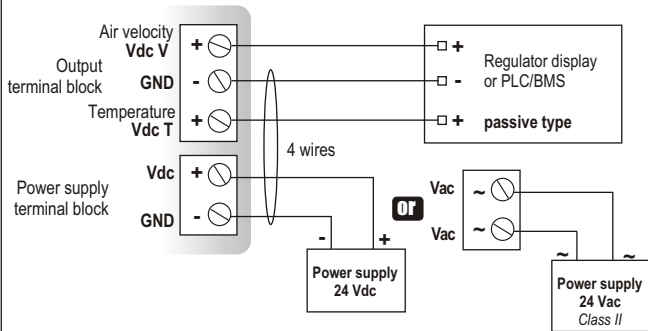 Air velocity
Vdc V
+
Output
terminal block
GND
-
Temperature
Vdc T
+
+
-
+
Regulator display
or PLC/BMS
passive type
4 wires
Power supply
terminal block
Vdc
+
GND
-
-
+
Power supply
24 Vdc
or
Vac
~
Vac
~
~
~
Power supply
24 Vac
Class II